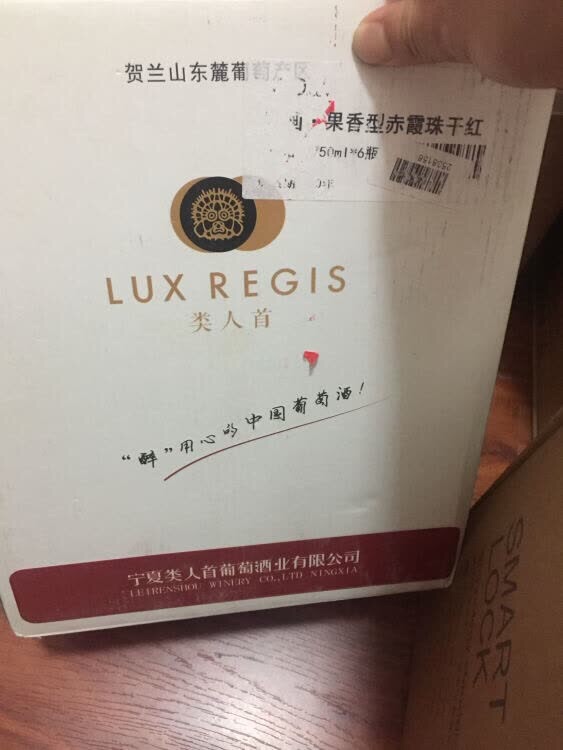 贺兰山东麓葡萄产区
果香型赤霞珠干红
50ml*6瓶
2508156
LUX REGIS
类人首
“醉”用心的中国葡萄酒！
宁夏类人首葡萄酒业有限公司
LEIRENSHOU WINERY CO.,LTD NINGXIA
SMART
LOCK